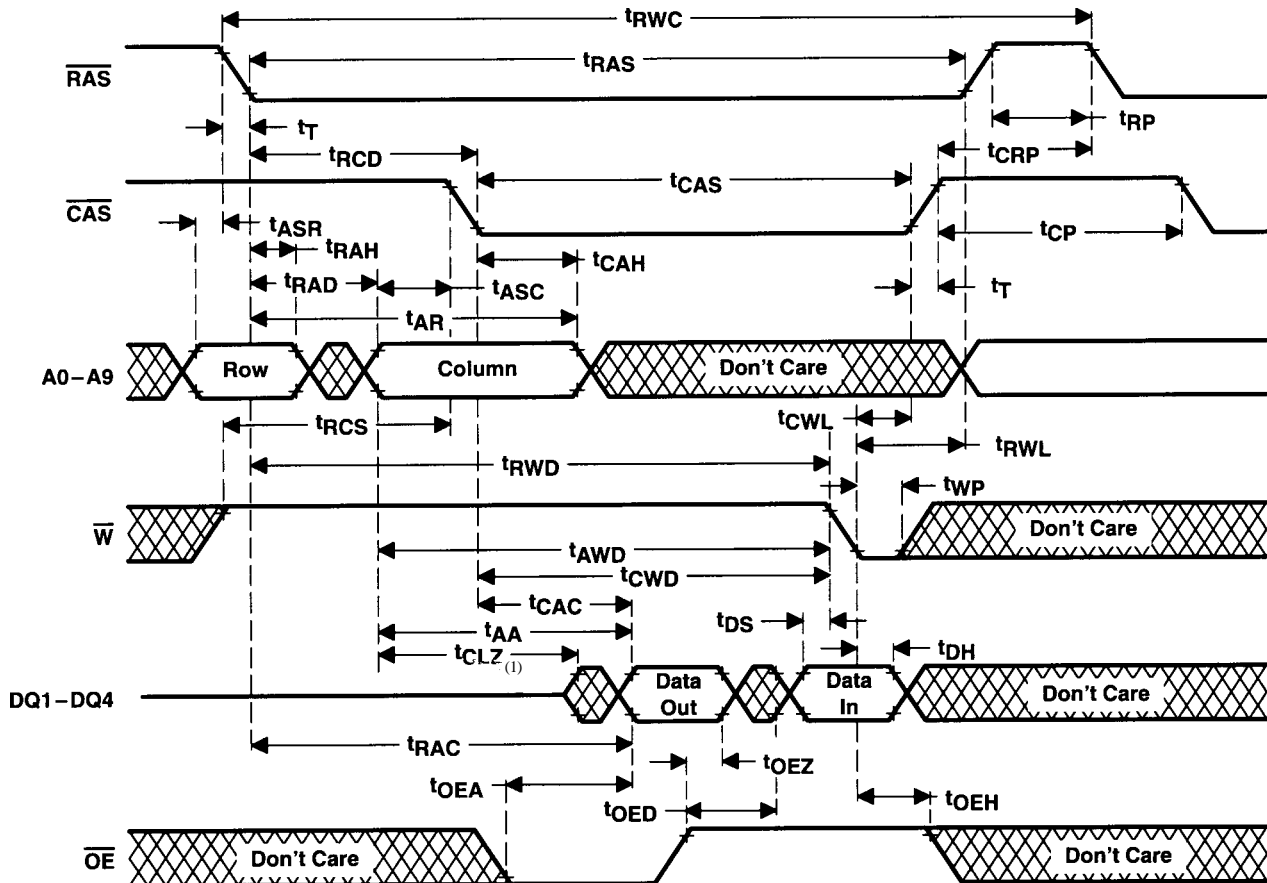 tRWC
RAS
tRAS
tT
tRP
tRCD
tCRP
CAS
tCAS
tASR
tCP
tRAH
tCAH
tRAD
tASC
tT
tAR
A0–A9
Row
Column
Don't Care
tRCS
tCWL
tRWL
tRWD
tWP
W
Don't Care
tAWD
tCWD
tCAC
tDS
tAA
tDH
tCLZ (1)
DQ1–DQ4
Data Out
Data In
Don't Care
tRAC
tOEZ
tOEA
tOED
tOEH
OE
Don't Care
Don't Care